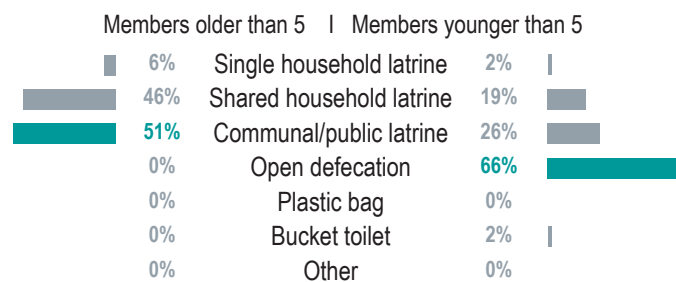 Members older than 5 I Members younger than 5
6% Single household latrine 2%
46% Shared household latrine 19%
51% Communal/public latrine 26%
0% Open defecation 66%
0% Plastic bag 0%
0% Bucket toilet 2%
0% Other 0%